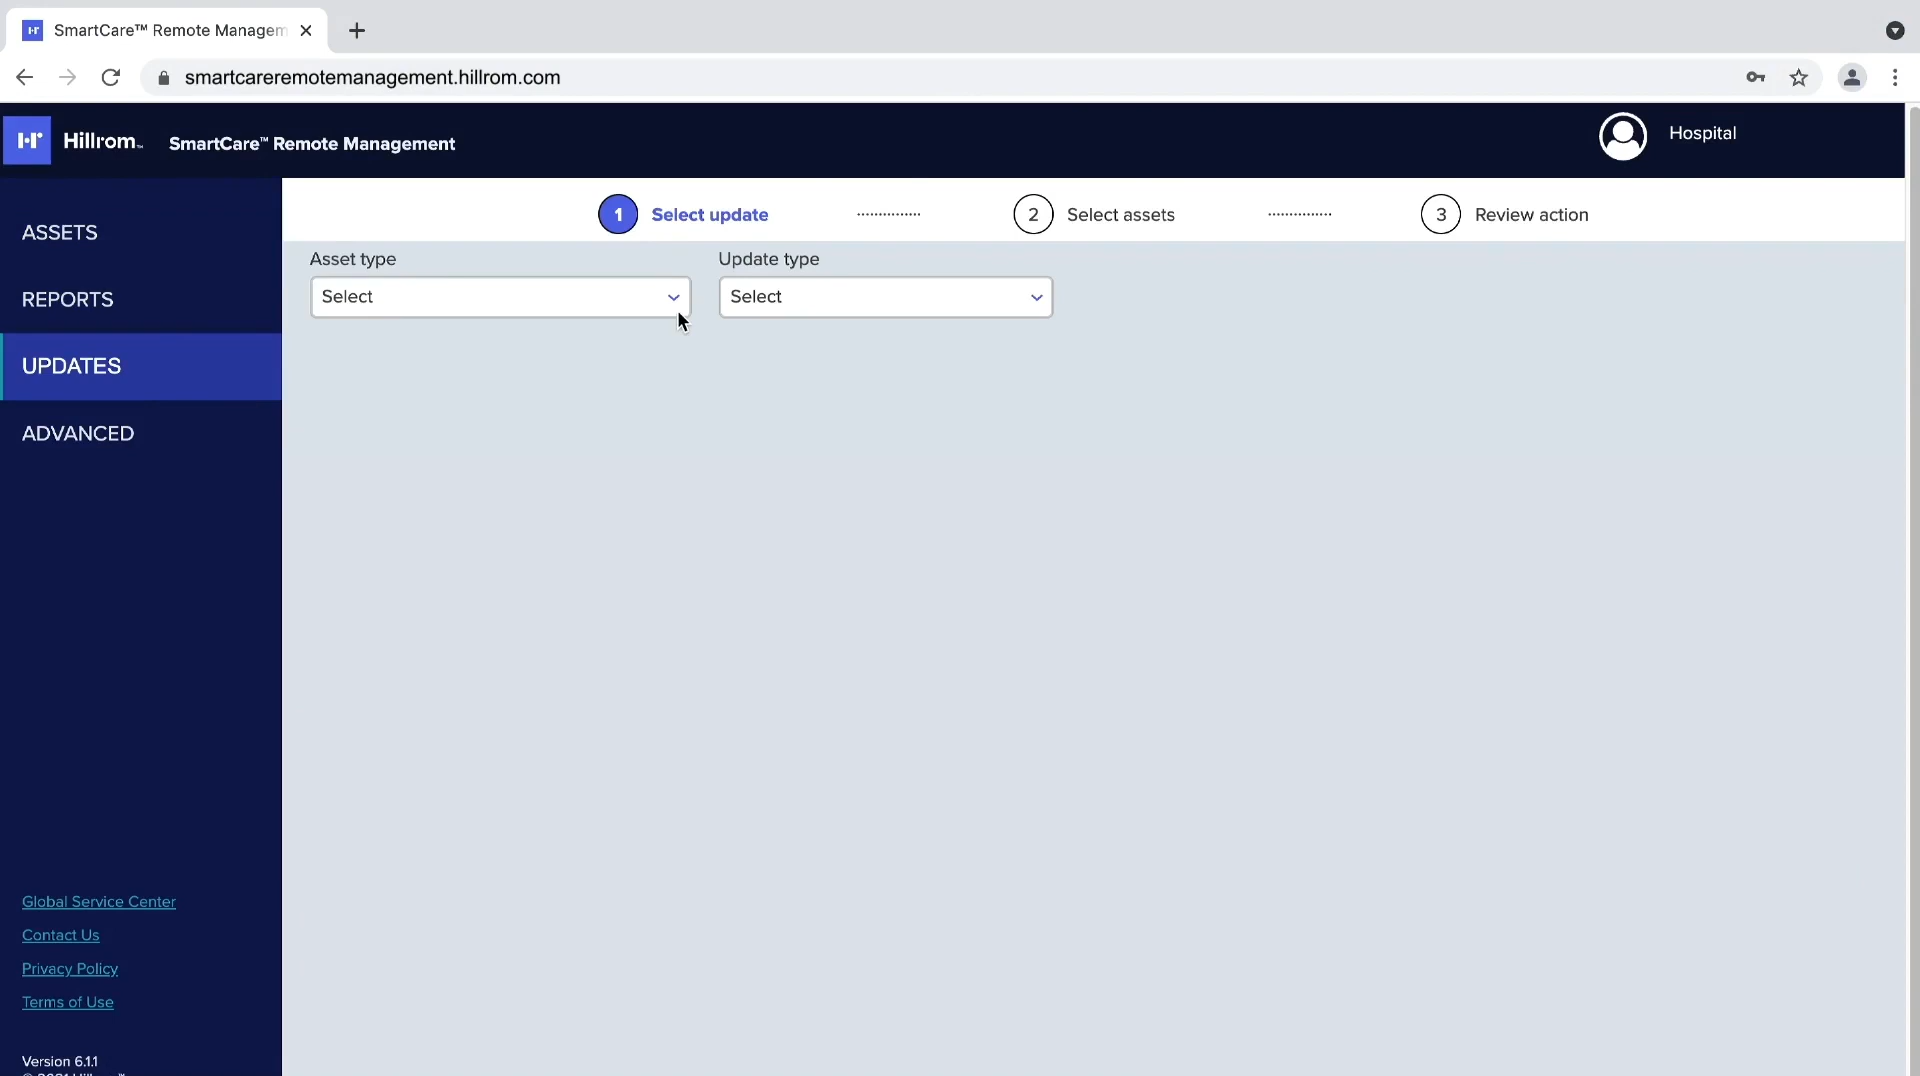 SmartCare™ Remote Managem
smartcareremotemanagement.hillrom.com
Hillrom™ SmartCare™ Remote Management
Hospital
ASSETS
REPORTS
UPDATES
ADVANCED
1 Select update
2 Select assets
3 Review action
Asset type
Select
Update type
Select
Global Service Center
Contact Us
Privacy Policy
Terms of Use
Version 6.1.1